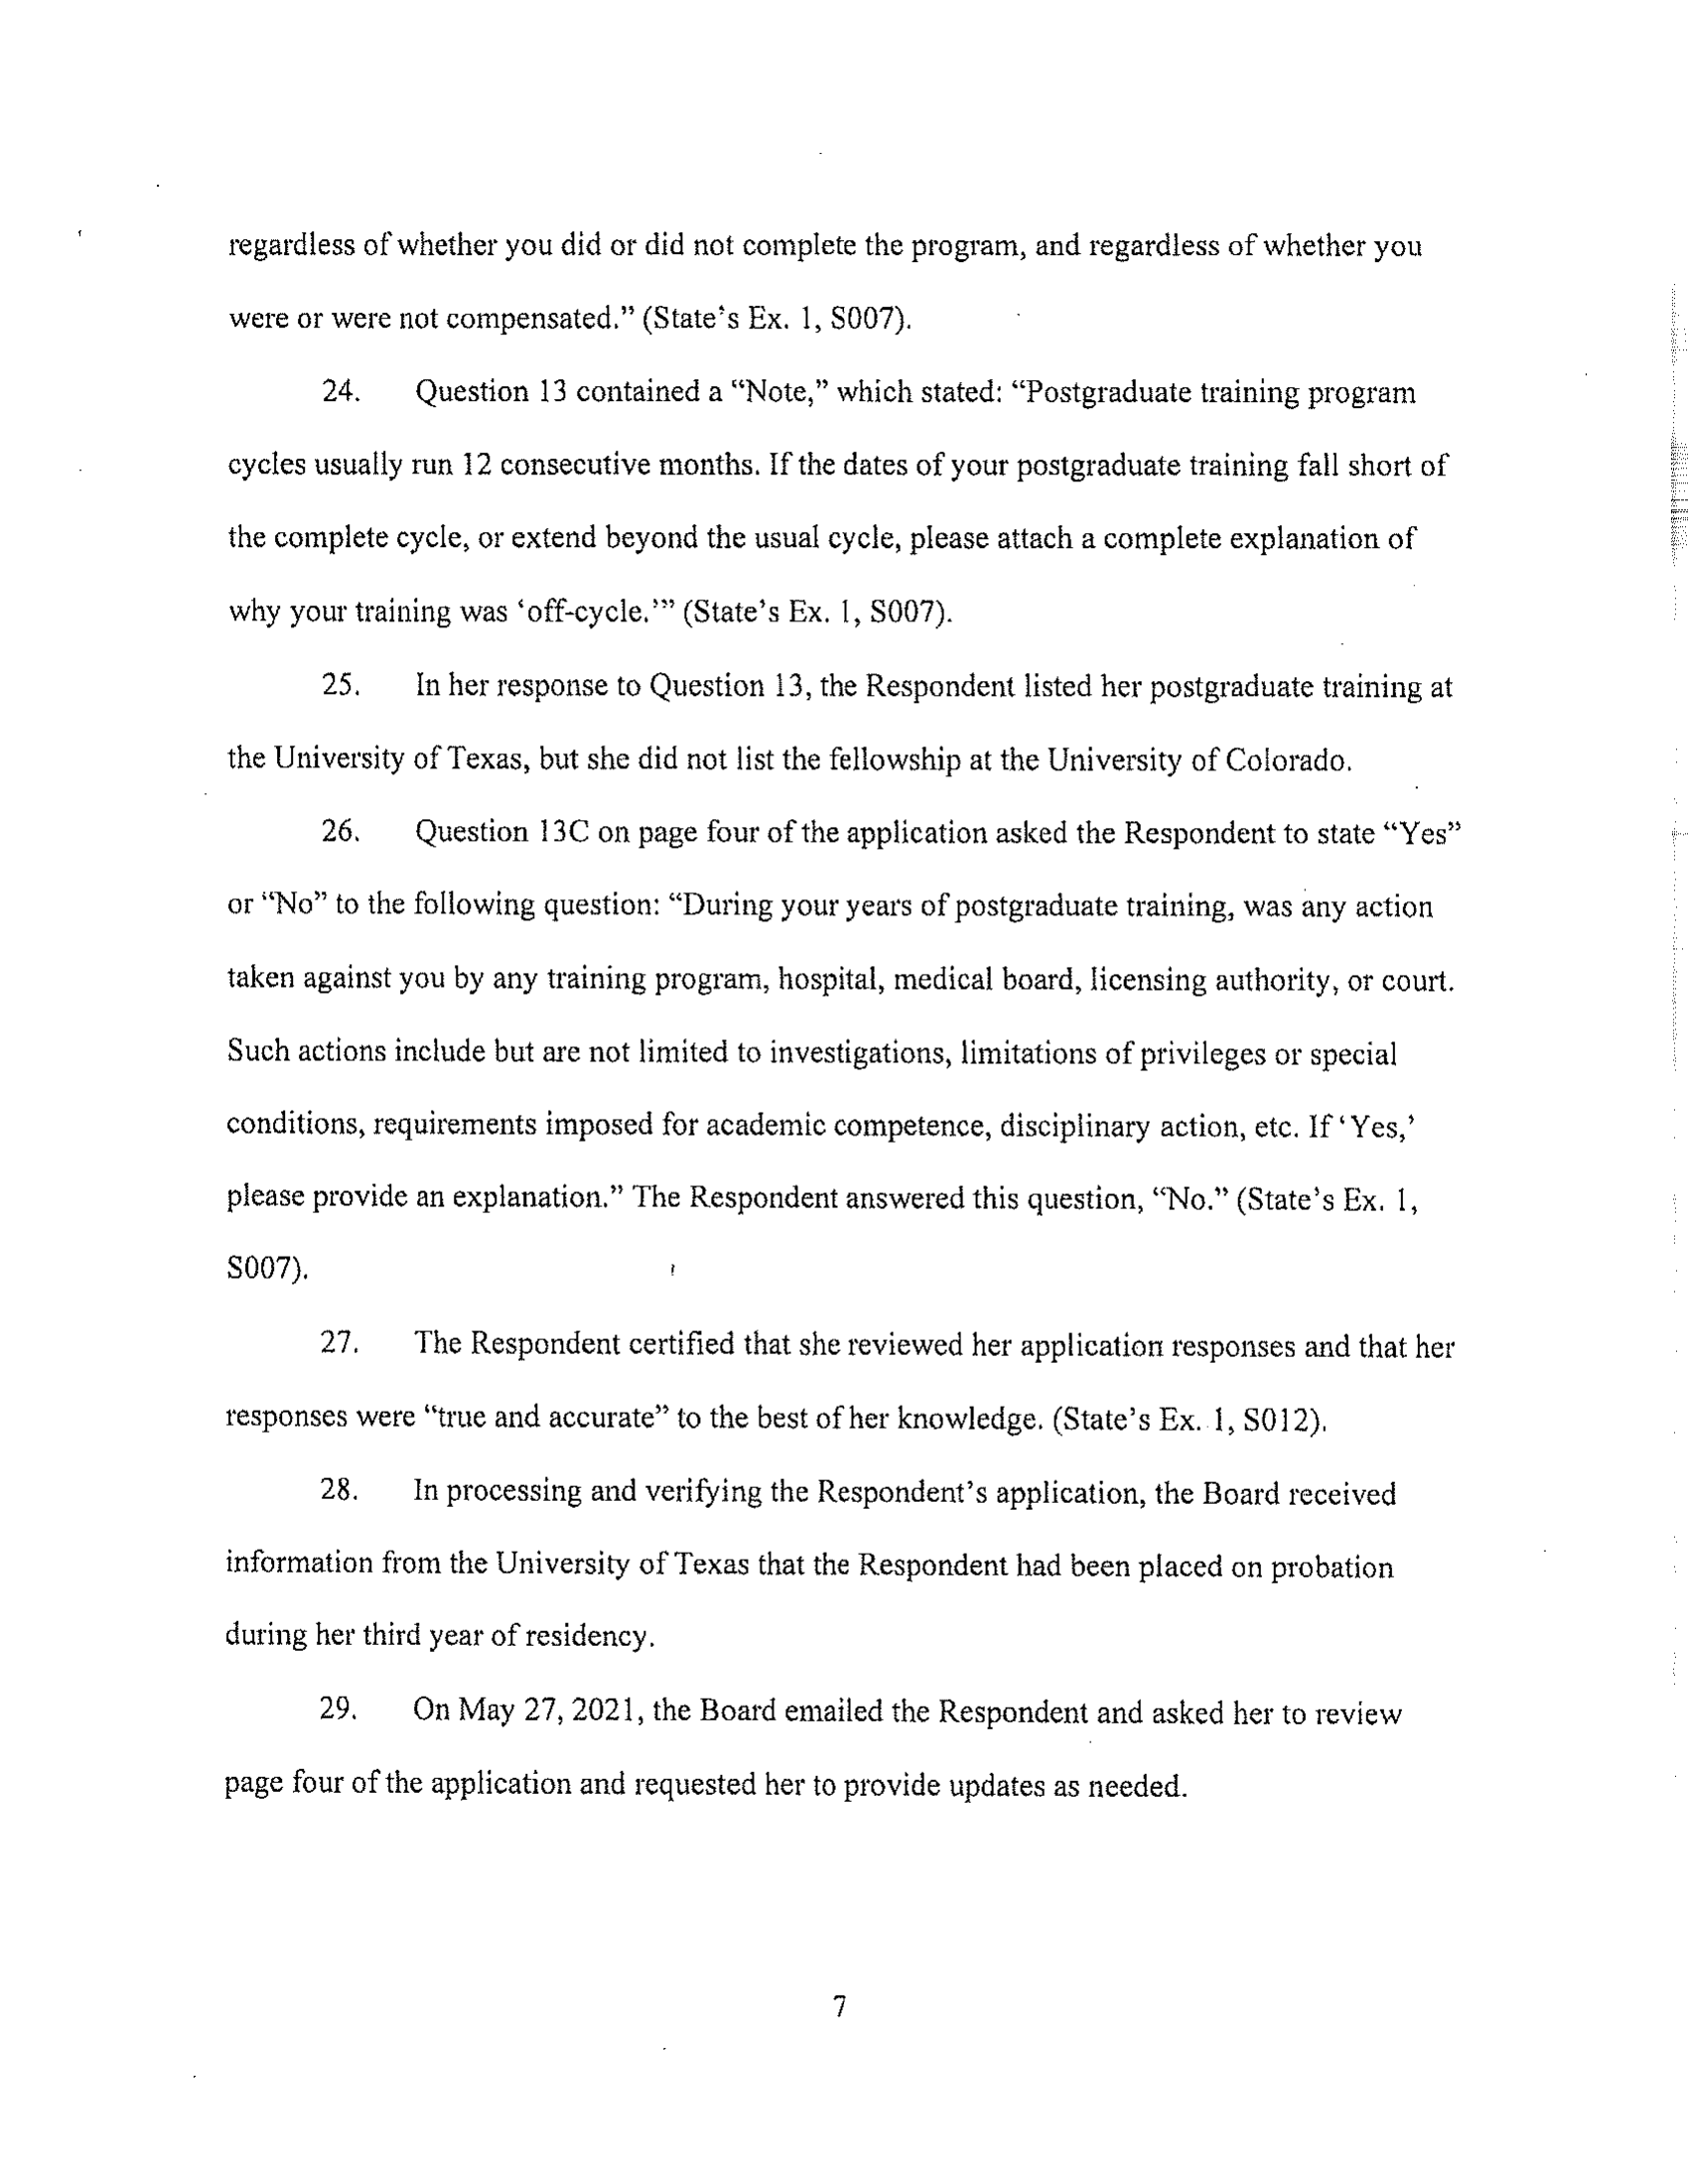 regardless of whether you did or did not complete the program, and regardless of whether you
were or were not compensated.” (State’s Ex. 1, S007).
24. Question 13 contained a “Note,” which stated: “Postgraduate training program
cycles usually run 12 consecutive months. If the dates of your postgraduate training fall short of
the complete cycle, or extend beyond the usual cycle, please attach a complete explanation of
why your training was ‘off-cycle.’” (State’s Ex. 1, S007).
25. In her response to Question 13, the Respondent listed her postgraduate training at
the University of Texas, but she did not list the fellowship at the University of Colorado.
26. Question 13C on page four of the application asked the Respondent to state “Yes”
or “No” to the following question: “During your years of postgraduate training, was any action
taken against you by any training program, hospital, medical board, licensing authority, or court.
Such actions include but are not limited to investigations, limitations of privileges or special
conditions, requirements imposed for academic competence, disciplinary action, etc. If ‘Yes,’
please provide an explanation.” The Respondent answered this question, “No.” (State’s Ex. 1,
S007).
27. The Respondent certified that she reviewed her application responses and that her
responses were “true and accurate” to the best of her knowledge. (State’s Ex. 1, S012).
28. In processing and verifying the Respondent’s application, the Board received
information from the University of Texas that the Respondent had been placed on probation
during her third year of residency.
29. On May 27, 2021, the Board emailed the Respondent and asked her to review
page four of the application and requested her to provide updates as needed.
7